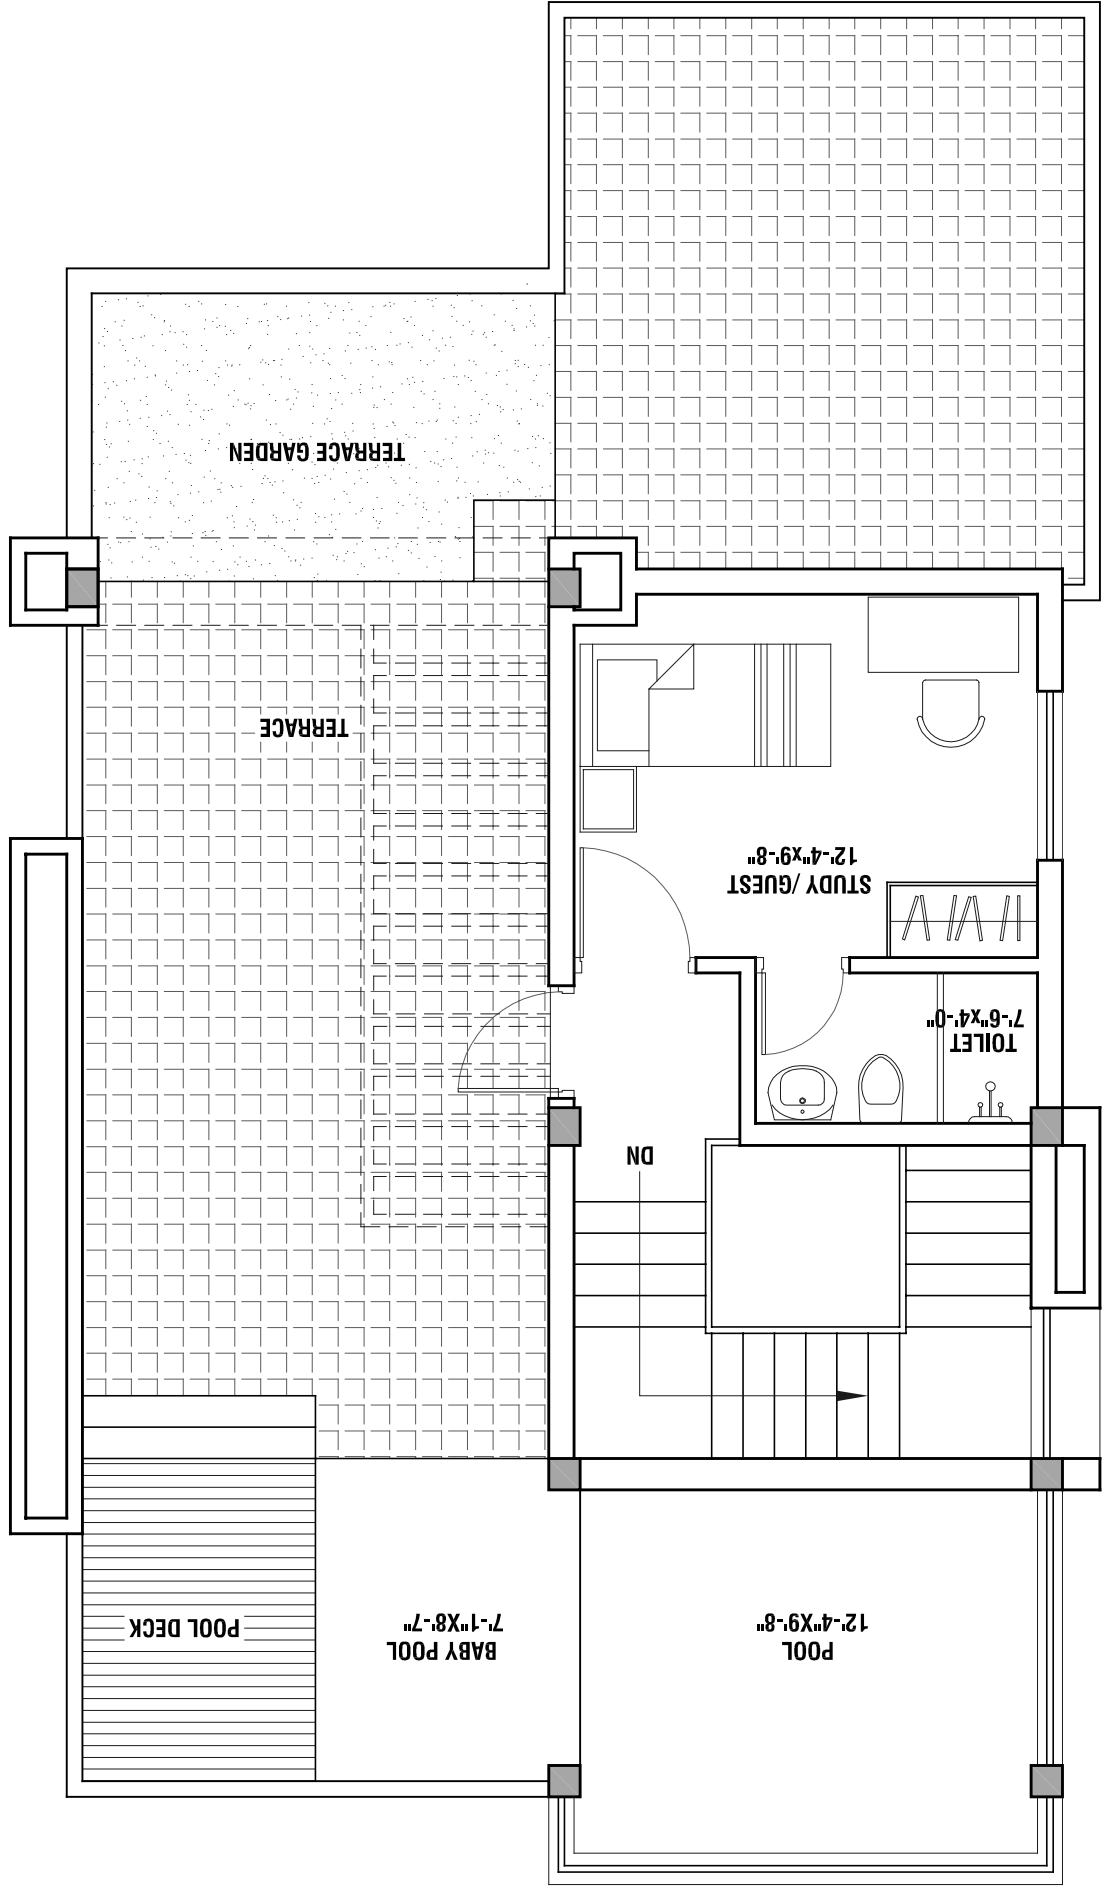 POOL
12'-4"X9'-8"
BABY POOL
7'-1"X8'-7"
POOL DECK
DN
TOILET
7'-6"x4'-0"
STUDY/GUEST
12'-4"x9'-8"
TERRACE
TERRACE GARDEN